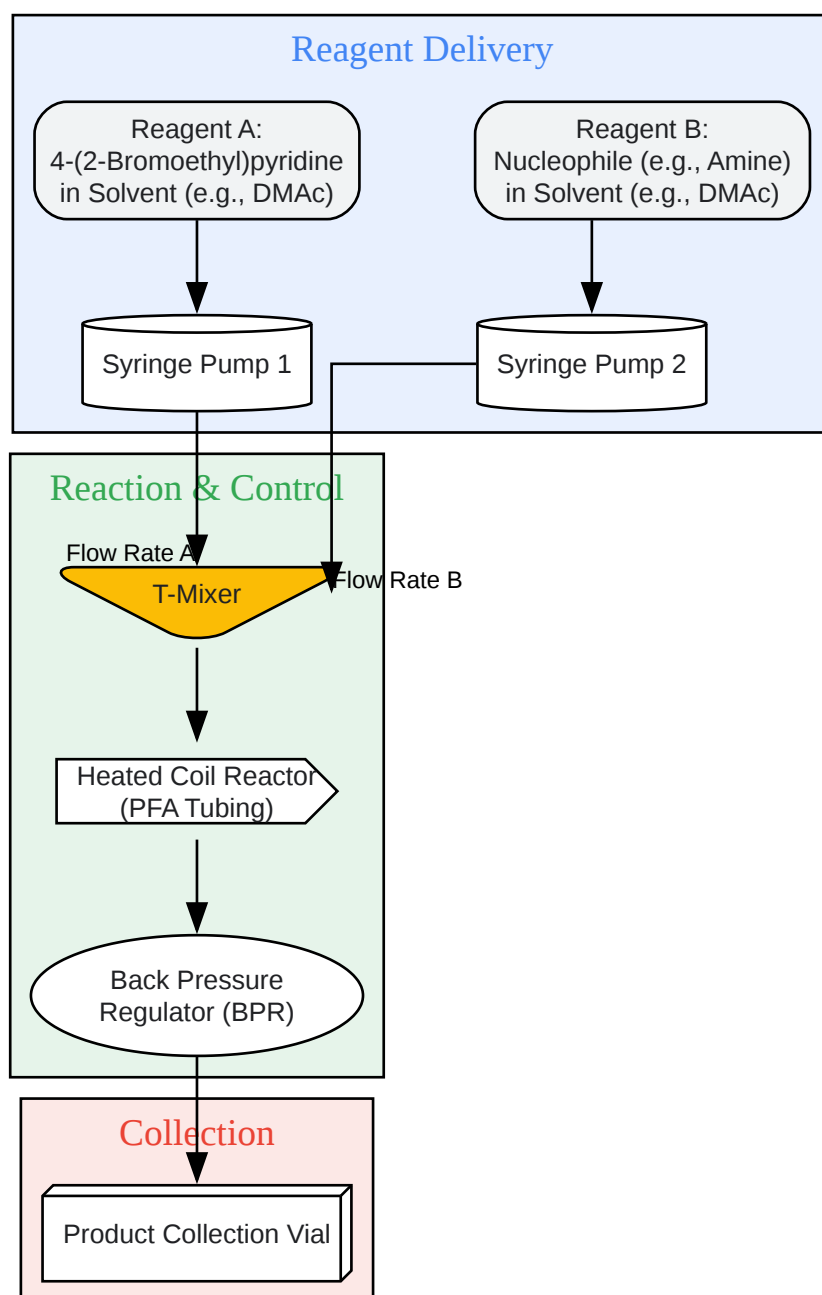 Reagent Delivery
Reagent A:
4-(2-Bromoethyl)pyridine
in Solvent (e.g., DMAc)
Reagent B:
Nucleophile (e.g., Amine)
in Solvent (e.g., DMAc)
Syringe Pump 1
Syringe Pump 2
Reaction & Control
Flow Rate A
Flow Rate B
T-Mixer
Heated Coil Reactor
(PFA Tubing)
Back Pressure
Regulator (BPR)
Collection
Product Collection Vial